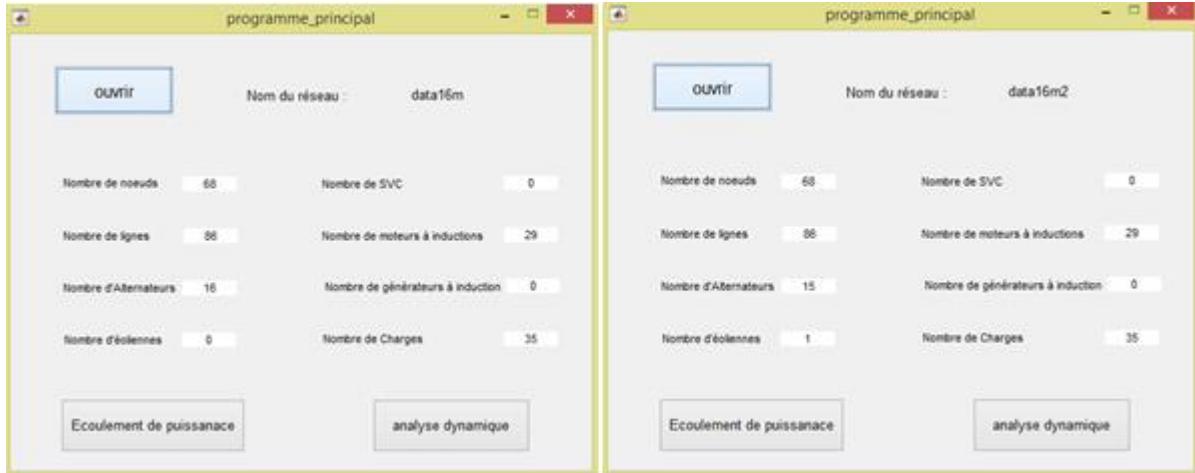 programme_principal
ouvrir
Nom du réseau :
data16m
Nombre de noeuds 68
Nombre de SVC 0
Nombre de lignes 86
Nombre de moteurs à inductions 29
Nombre d'Alternateurs 16
Nombre de générateurs à induction 0
Nombre d'éoliennes 0
Nombre de Charges 35
Ecoulement de puissanace
analyse dynamique
programme_principal
ouvrir
Nom du réseau :
data16m2
Nombre de noeuds 68
Nombre de SVC 0
Nombre de lignes 86
Nombre de moteurs à inductions 29
Nombre d'Alternateurs 15
Nombre de générateurs à induction 0
Nombre d'éoliennes 1
Nombre de Charges 35
Ecoulement de puissanace
analyse dynamique